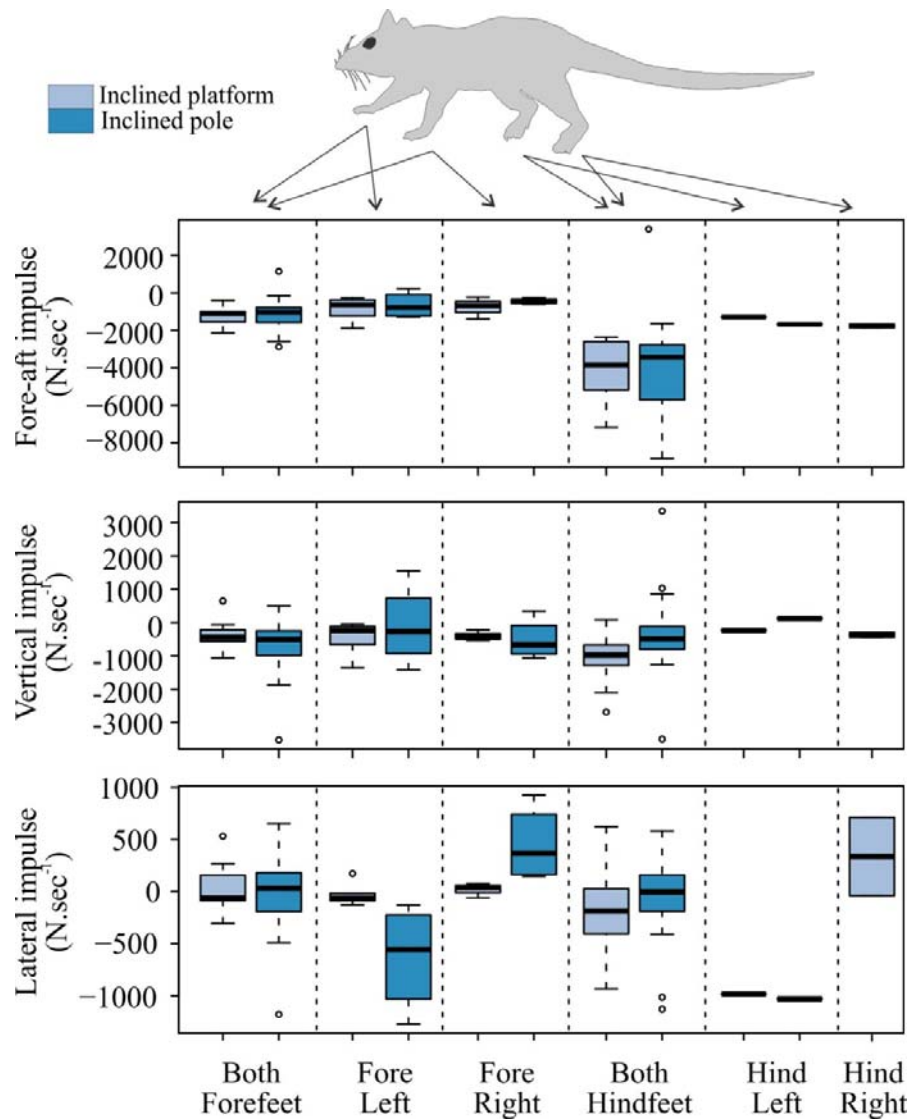 Inclined platform
Inclined pole
Fore-aft impulse
(N.sec⁻¹)
2000
0
−2000
−4000
−6000
−8000
Vertical impulse
(N.sec⁻¹)
3000
2000
1000
0
-1000
-2000
-3000
Lateral impulse
(N.sec⁻¹)
1000
500
0
−500
−1000
Both
Forefeet
Fore
Left
Fore
Right
Both
Hindfeet
Hind
Left
Hind
Right